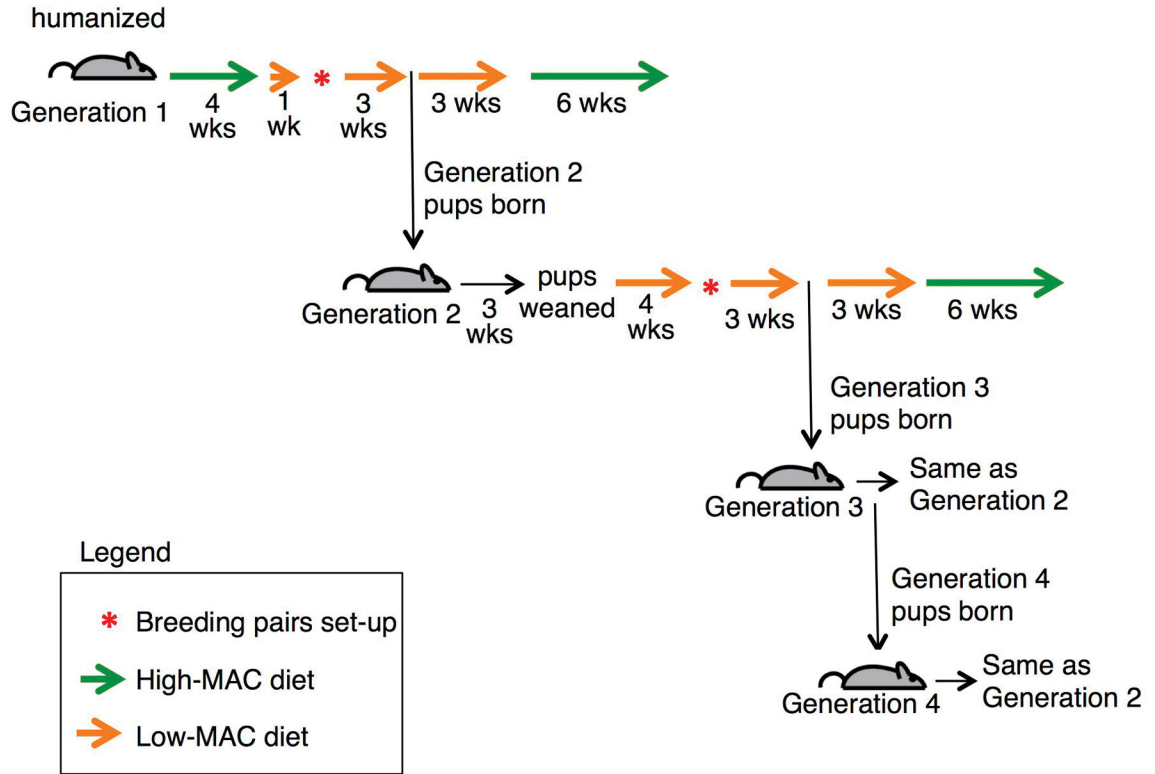 humanized
Generation 1
4
wks
1
wk
*
3
wks
3 wks
6 wks
Generation 2
pups born
Generation 2
3
wks
pups
weaned
4
wks
*
3 wks
3 wks
6 wks
Generation 3
pups born
Generation 3
Same as
Generation 2
Generation 4
pups born
Generation 4
Same as
Generation 2
Legend
* Breeding pairs set-up
High-MAC diet
Low-MAC diet